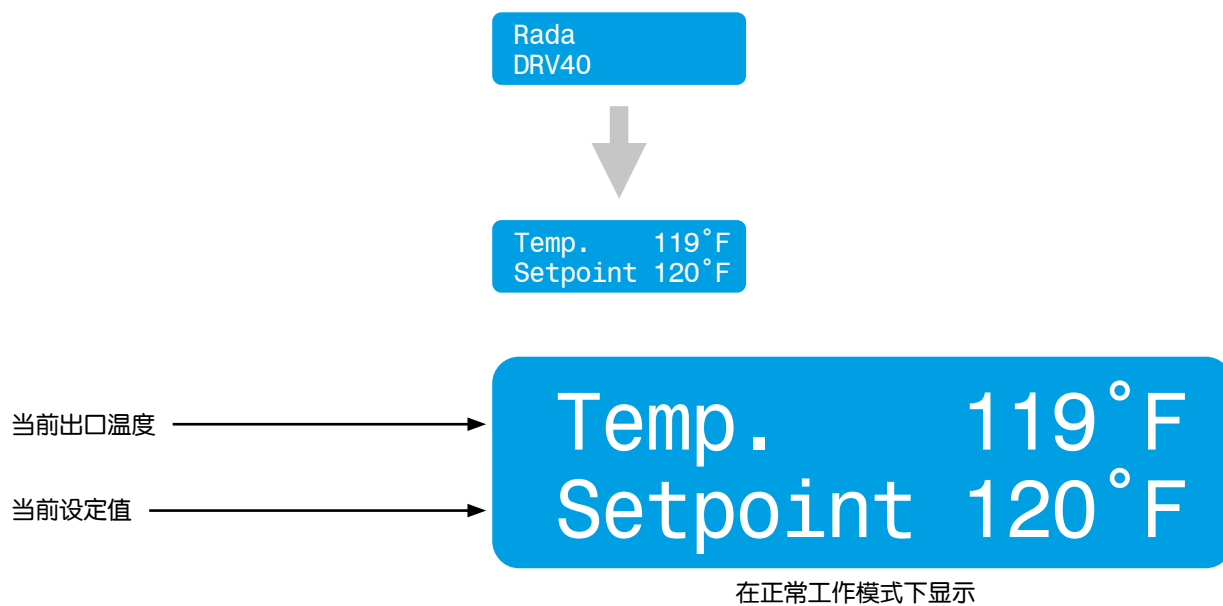 Rada
DRV40
Temp. 119°F
Setpoint 120°F
当前出口温度
Temp. 119°F
当前设定值
Setpoint 120°F
在正常工作模式下显示